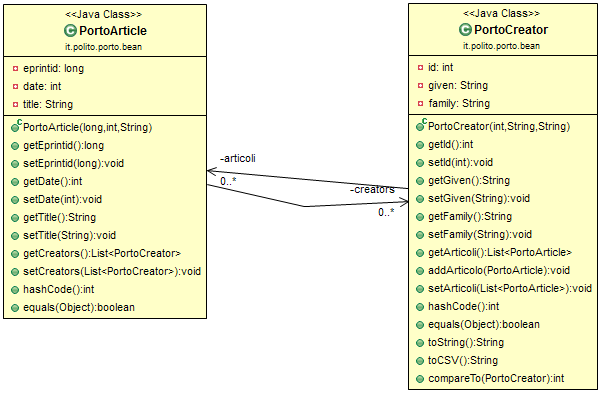 <<Java Class>>
PortoArticle
it.polito.porto.bean
eprintid: long
date: int
title: String
PortoArticle(long,int,String)
getEprintid():long
setEprintid(long):void
getDate():int
setDate(int):void
getTitle():String
setTitle(String):void
getCreators():List<PortoCreator>
setCreators(List<PortoCreator>):void
hashCode():int
equals(Object):boolean
-articoli
0..*
-creators
0..*
<<Java Class>>
PortoCreator
it.polito.porto.bean
id: int
given: String
family: String
PortoCreator(int,String,String)
getId():int
setId(int):void
getGiven():String
setGiven(String):void
getFamily():String
setFamily(String):void
getArticoli():List<PortoArticle>
addArticolo(PortoArticle):void
setArticoli(List<PortoArticle>):void
hashCode():int
equals(Object):boolean
toString():String
toCSV():String
compareTo(PortoCreator):int